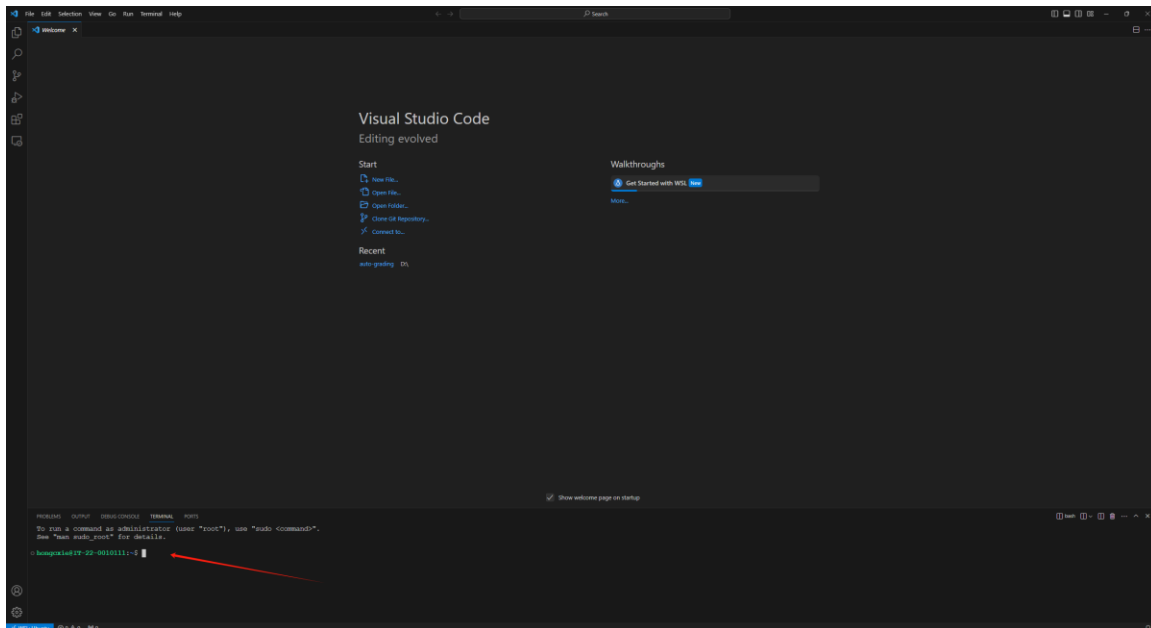 File Edit Selection View Go Run Terminal Help
Search
Welcome
Visual Studio Code
Editing evolved
Start
New File...
Open File...
Open Folder...
Clone Git Repository...
Connect to...
Recent
auto-grading D:\
Walkthroughs
Get Started with WSL New
More...
Show welcome page on startup
PROBLEMS OUTPUT DEBUG CONSOLE TERMINAL PORTS
bash
To run a command as administrator (user "root"), use "sudo <command>".
See "man sudo_root" for details.